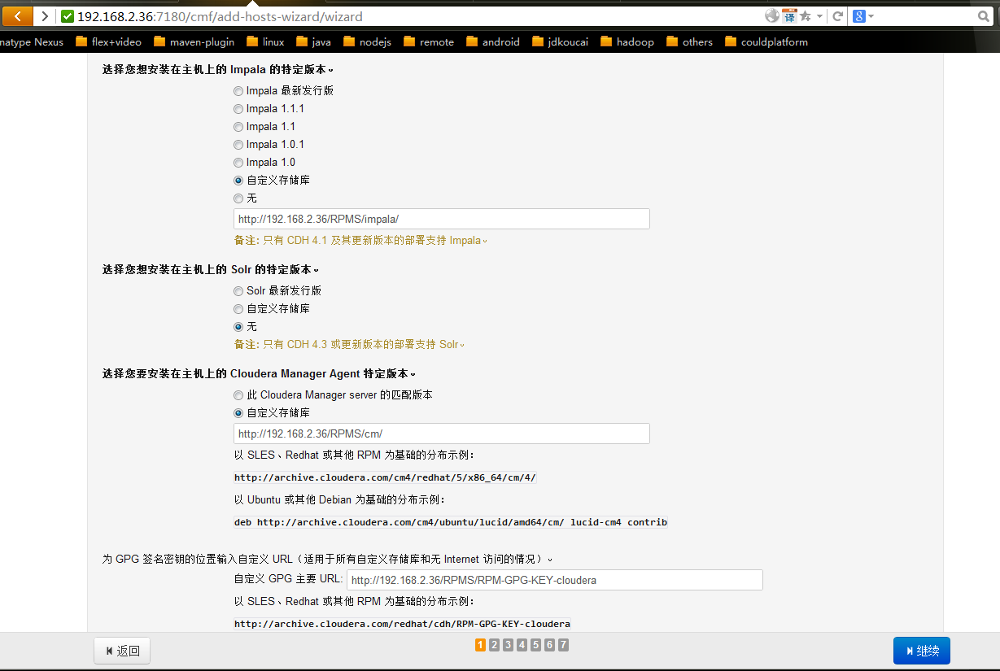 192.168.2.36:7180/cmf/add-hosts-wizard/wizard 译 8
natype Nexus flex+video maven-plugin linux java nodejs remote android jdkoucai hadoop others couldplatform
选择您想安装在主机上的 Impala 的特定版本。
Impala 最新发行版
Impala 1.1.1
Impala 1.1
Impala 1.0.1
Impala 1.0
自定义存储库
无
http://192.168.2.36/RPMS/impala/
备注: 只有 CDH 4.1 及其更新版本的部署支持 Impala。
选择您想安装在主机上的 Solr 的特定版本。
Solr 最新发行版
自定义存储库
无
备注: 只有 CDH 4.3 或更新版本的部署支持 Solr。
选择您要安装在主机上的 Cloudera Manager Agent 特定版本。
此 Cloudera Manager server 的匹配版本
自定义存储库
http://192.168.2.36/RPMS/cm/
以 SLES、Redhat 或其他 RPM 为基础的分布示例：
http://archive.cloudera.com/cm4/redhat/5/x86_64/cm/4/
以 Ubuntu 或其他 Debian 为基础的分布示例：
deb http://archive.cloudera.com/cm4/ubuntu/lucid/amd64/cm/ lucid-cm4 contrib
为 GPG 签名密钥的位置输入自定义 URL（适用于所有自定义存储库和无 Internet 访问的情况）。
自定义 GPG 主要 URL: http://192.168.2.36/RPMS/RPM-GPG-KEY-cloudera
以 SLES、Redhat 或其他 RPM 为基础的分布示例：
http://archive.cloudera.com/redhat/cdh/RPM-GPG-KEY-cloudera
返回 1 2 3 4 5 6 7 继续